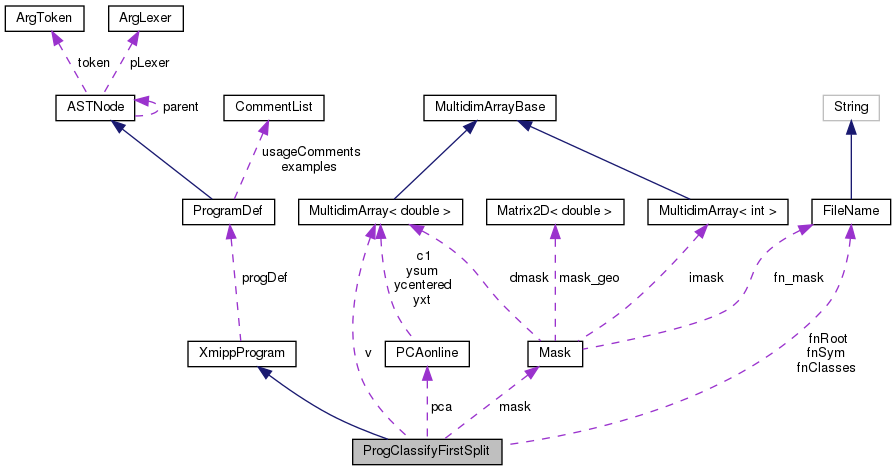 ArgToken
ArgLexer
token
pLexer
ASTNode
parent
CommentList
MultidimArrayBase
String
usageComments
examples
ProgramDef
MultidimArray< double >
Matrix2D< double >
MultidimArray< int >
FileName
progDef
c1
ysum
ycentered
yxt
dmask
mask_geo
imask
fn_mask
XmippProgram
v
PCAonline
Mask
fnRoot
fnSym
fnClasses
pca
mask
ProgClassifyFirstSplit